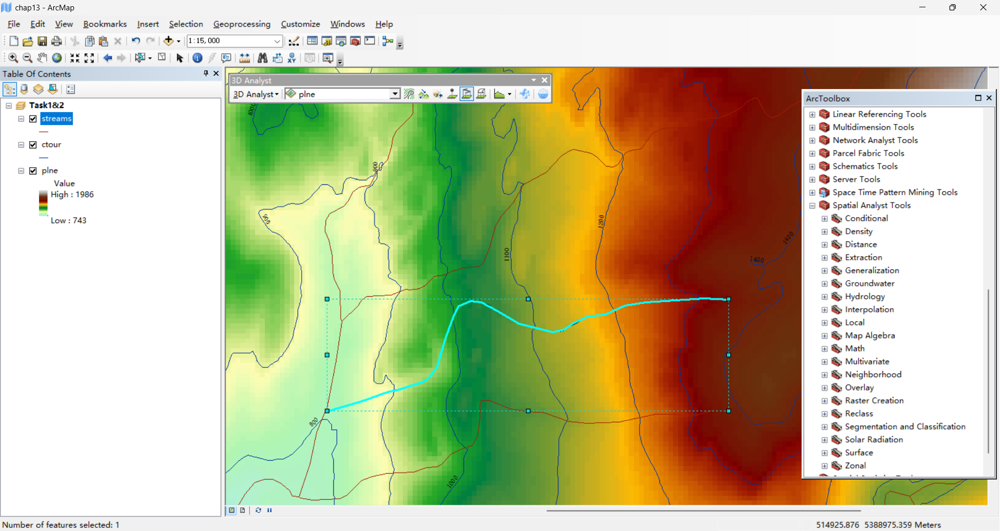 chap13 - ArcMap
File Edit View Bookmarks Insert Selection Geoprocessing Customize Windows Help
1:15,000
XY
Table Of Contents
Task1&2
streams
ctour
plne
Value
High : 1986
Low : 743
3D Analyst
3D Analyst plne
1000
900
900
1100
1200
1400
1400
800
1000
ArcToolbox
Linear Referencing Tools
Multidimension Tools
Network Analyst Tools
Parcel Fabric Tools
Schematics Tools
Server Tools
Space Time Pattern Mining Tools
Spatial Analyst Tools
Conditional
Density
Distance
Extraction
Generalization
Groundwater
Hydrology
Interpolation
Local
Map Algebra
Math
Multivariate
Neighborhood
Overlay
Raster Creation
Reclass
Segmentation and Classification
Solar Radiation
Surface
Zonal
Number of features selected: 1
514925.876 5388975.359 Meters